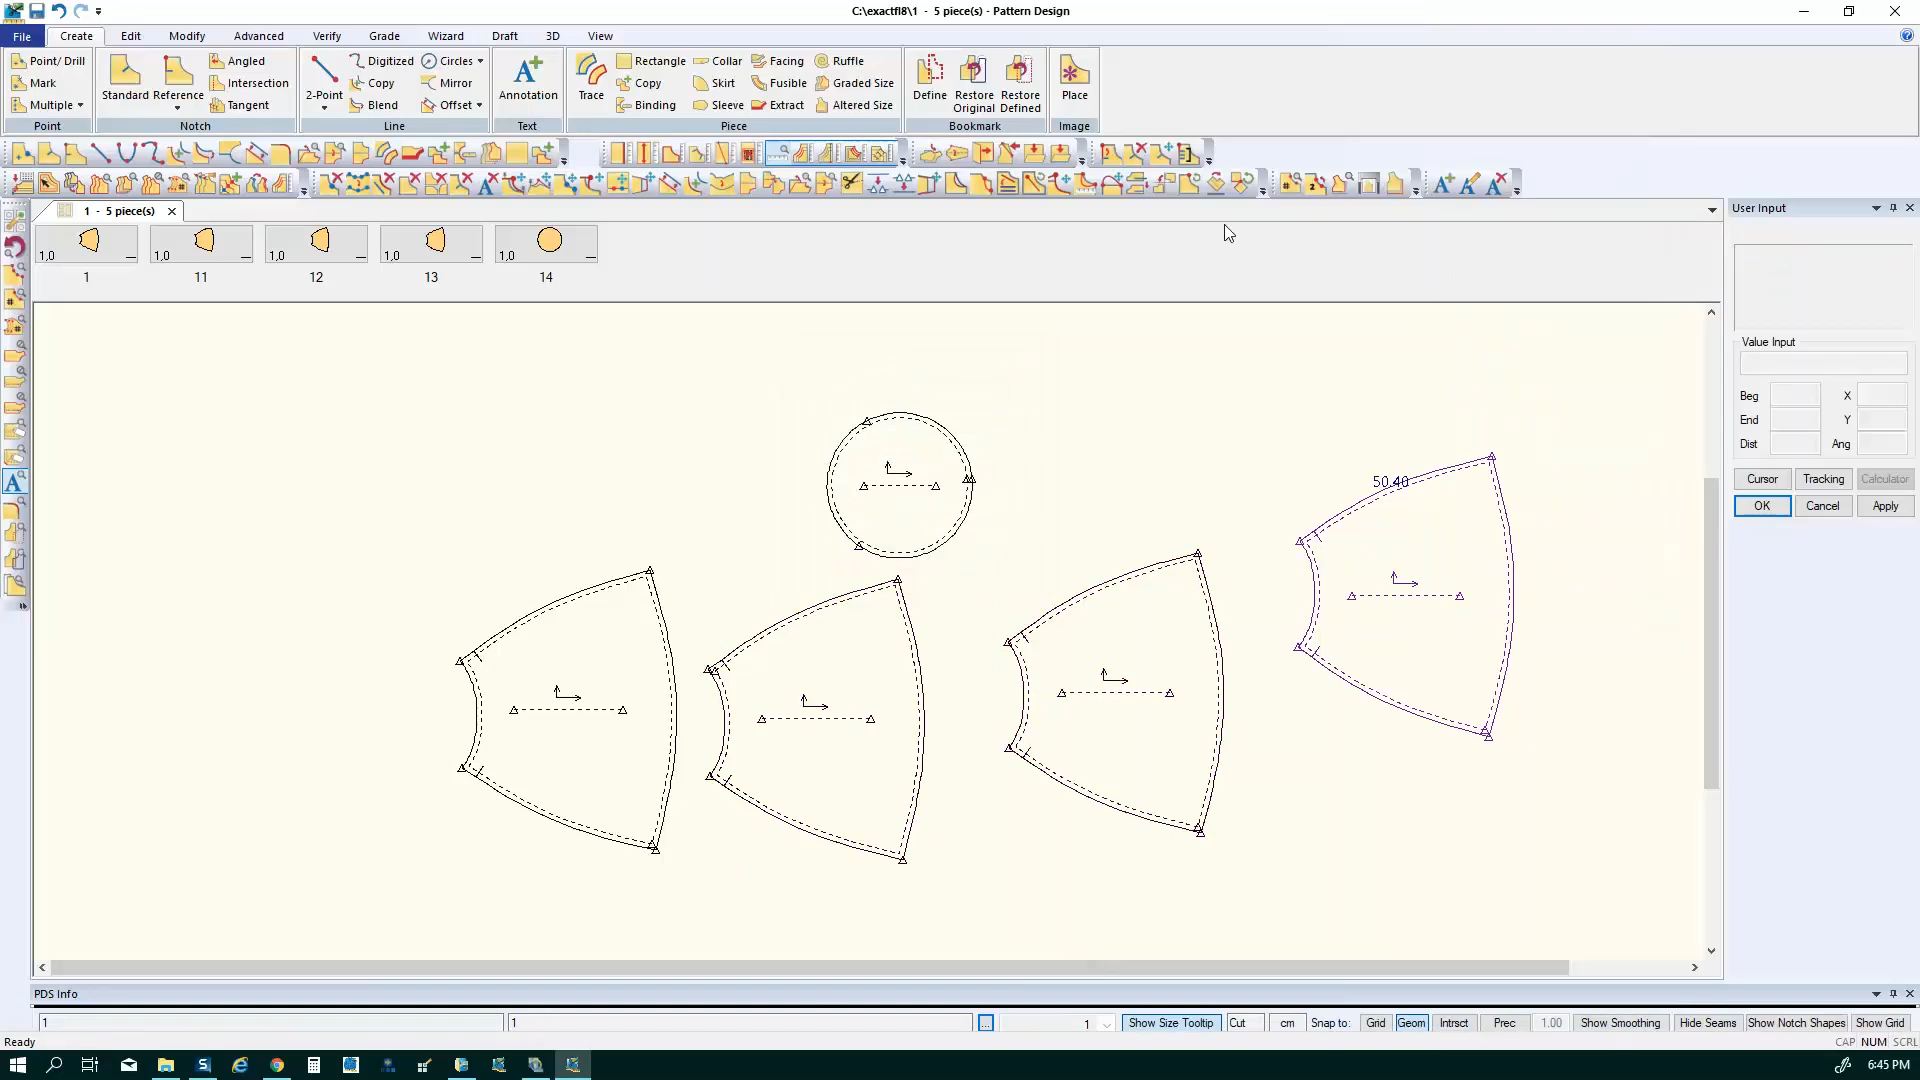 C:\exactfl8\1 - 5 piece(s) - Pattern Design
File Create Edit Modify Advanced Verify Grade Wizard Draft 3D View
Point/ Drill
Mark
Multiple
Point
Standard
Reference
Angled
Intersection
Tangent
Notch
2-Point
Digitized
Copy
Blend
Circles
Mirror
Offset
Line
Annotation
Text
Trace
Rectangle
Copy
Binding
Collar
Skirt
Sleeve
Facing
Fusible
Extract
Ruffle
Graded Size
Altered Size
Piece
Define
Restore Original
Restore Defined
Bookmark
Place
Image
1 - 5 piece(s)
1,0 1,0 1,0 1,0 1,0
1 11 12 13 14
50.40
User Input
Value Input
Beg X
End Y
Dist Ang
Cursor Tracking Calculator
OK Cancel Apply
PDS Info
1 1 ... 1 Show Size Tooltip Cut cm Snap to: Grid Geom Intrsct Prec 1.00 Show Smoothing Hide Seams Show Notch Shapes Show Grid
Ready CAP NUM SCRL
6:45 PM